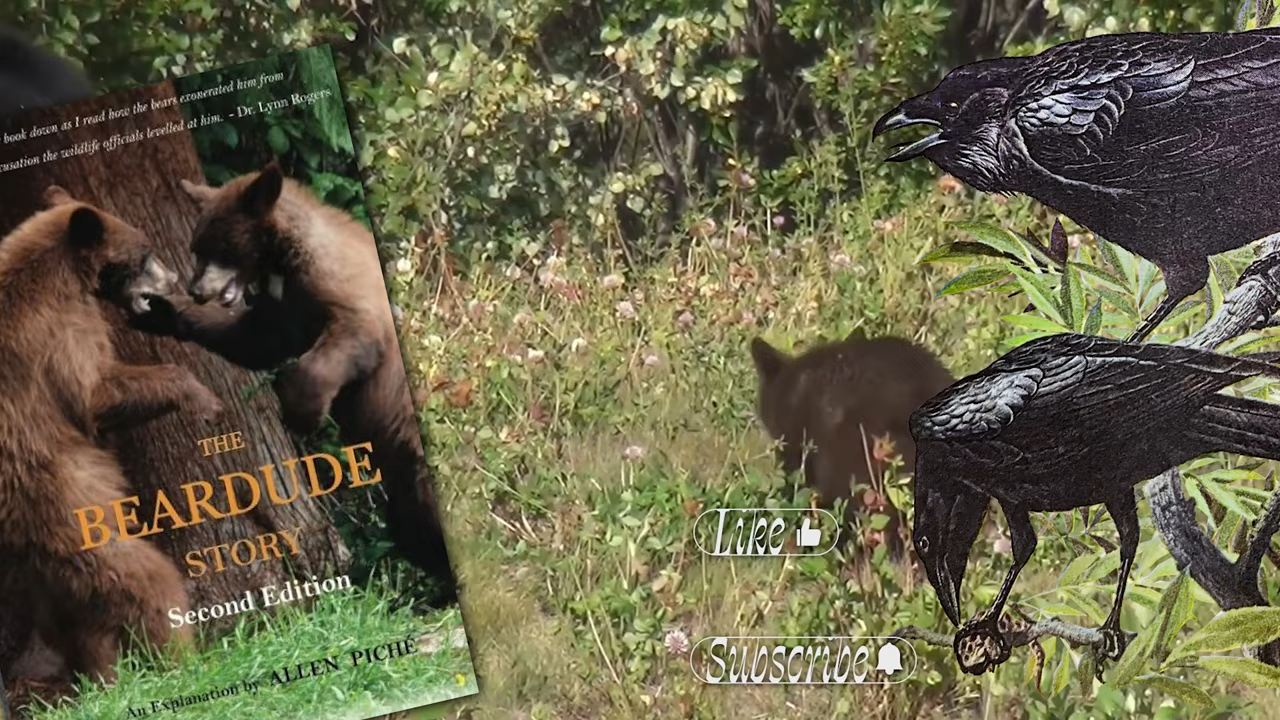 book down as I read how the bears exonerated him from
accusation the wildlife officials levelled at him. - Dr. Lynn Rogers
THE
BEARDUDE
STORY
Second Edition
An Explanation by ALLEN PICHÉ
Like
Subscribe